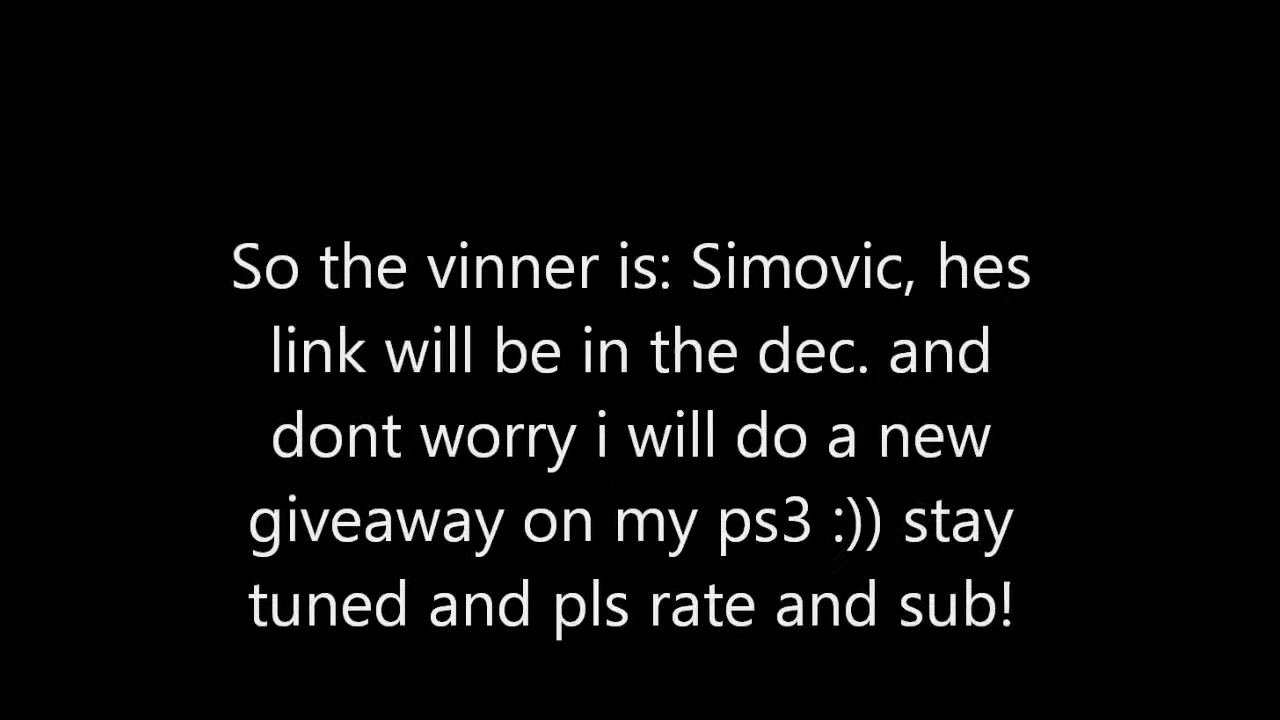 So the vinner is: Simovic, hes
link will be in the dec. and
dont worry i will do a new
giveaway on my ps3 :)) stay
tuned and pls rate and sub!